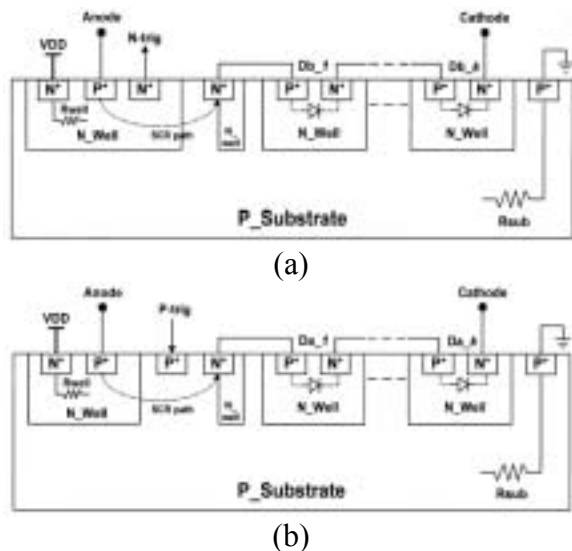 Anode Cathode
VDD N-trig
Db_1 Db_k
N⁺ P⁺ N⁺ N⁺ P⁺ N⁺ P⁺ N⁺ P⁺
Rwell
N_Well SCR path N_Well N_Well
Rsub
P_Substrate
(a)
Anode Cathode
VDD P-trig
Da_1 Da_k
N⁺ P⁺ P⁺ N⁺ P⁺ N⁺ P⁺ N⁺ P⁺
Rwell
N_Well SCR path N_Well N_Well
Rsub
P_Substrate
(b)